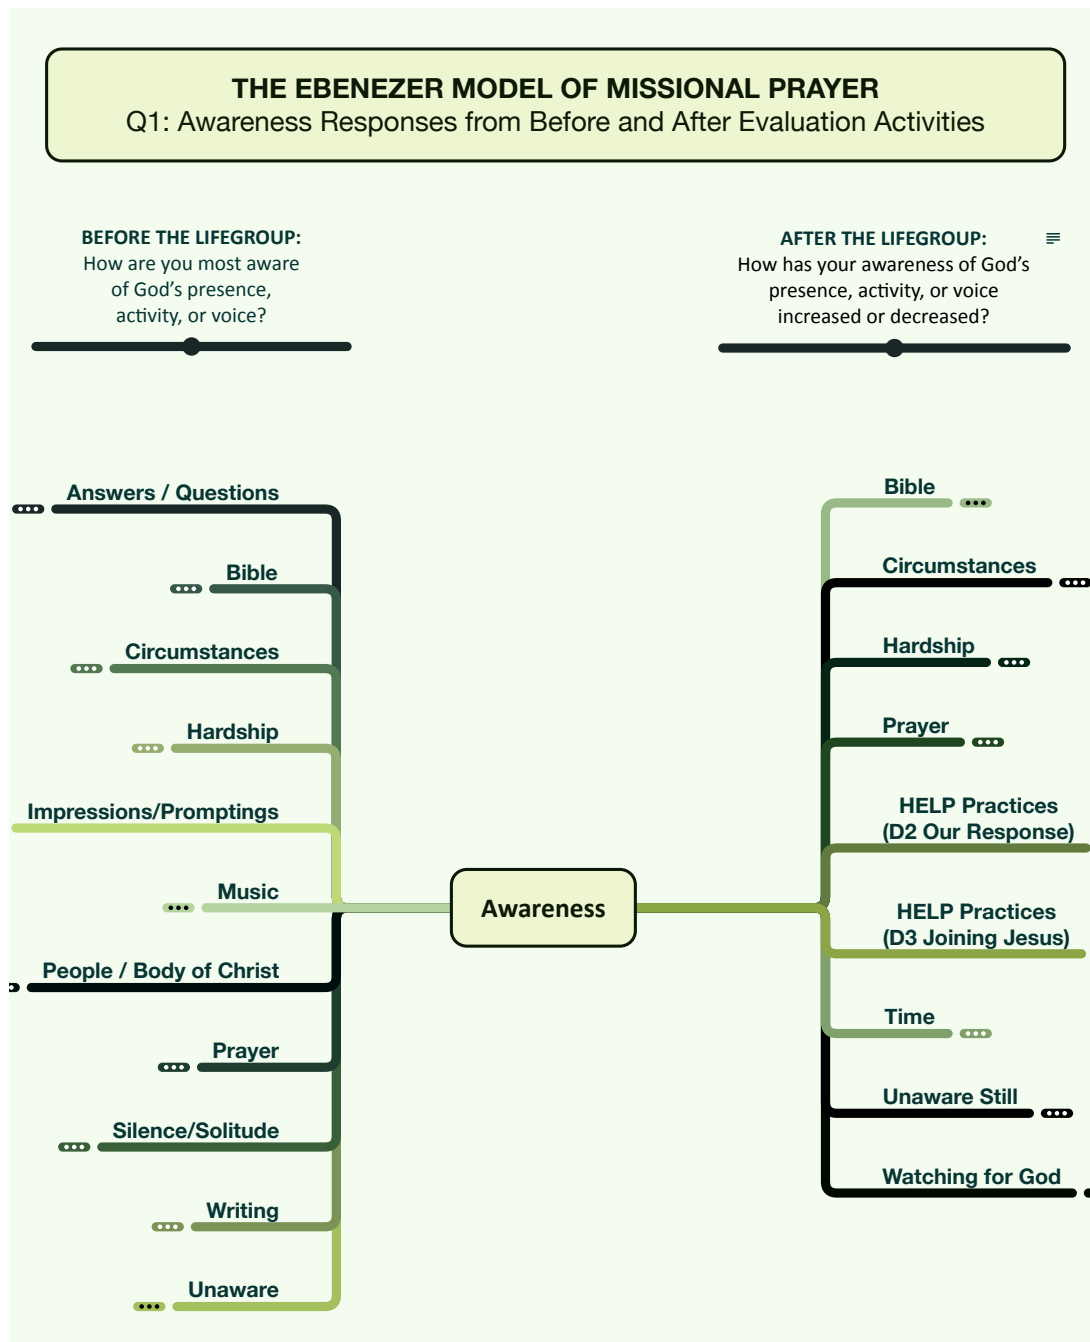 THE EBENEZER MODEL OF MISSIONAL PRAYER
Q1: Awareness Responses from Before and After Evaluation Activities
BEFORE THE LIFEGROUP:
How are you most aware
of God's presence,
activity, or voice?
AFTER THE LIFEGROUP:
How has your awareness of God's
presence, activity, or voice
increased or decreased?
Answers / Questions
Bible
Circumstances
Hardship
Impressions/Promptings
Music
People / Body of Christ
Prayer
Silence/Solitude
Writing
Unaware
Awareness
Bible
Circumstances
Hardship
Prayer
HELP Practices
(D2 Our Response)
HELP Practices
(D3 Joining Jesus)
Time
Unaware Still
Watching for God